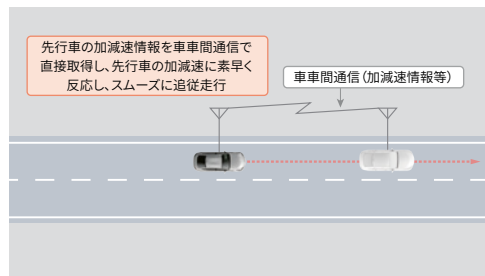 先行車の加減速情報を車車間通信で
直接取得し、先行車の加減速に素早く
反応し、スムーズに追従走行
車車間通信（加減速情報等）